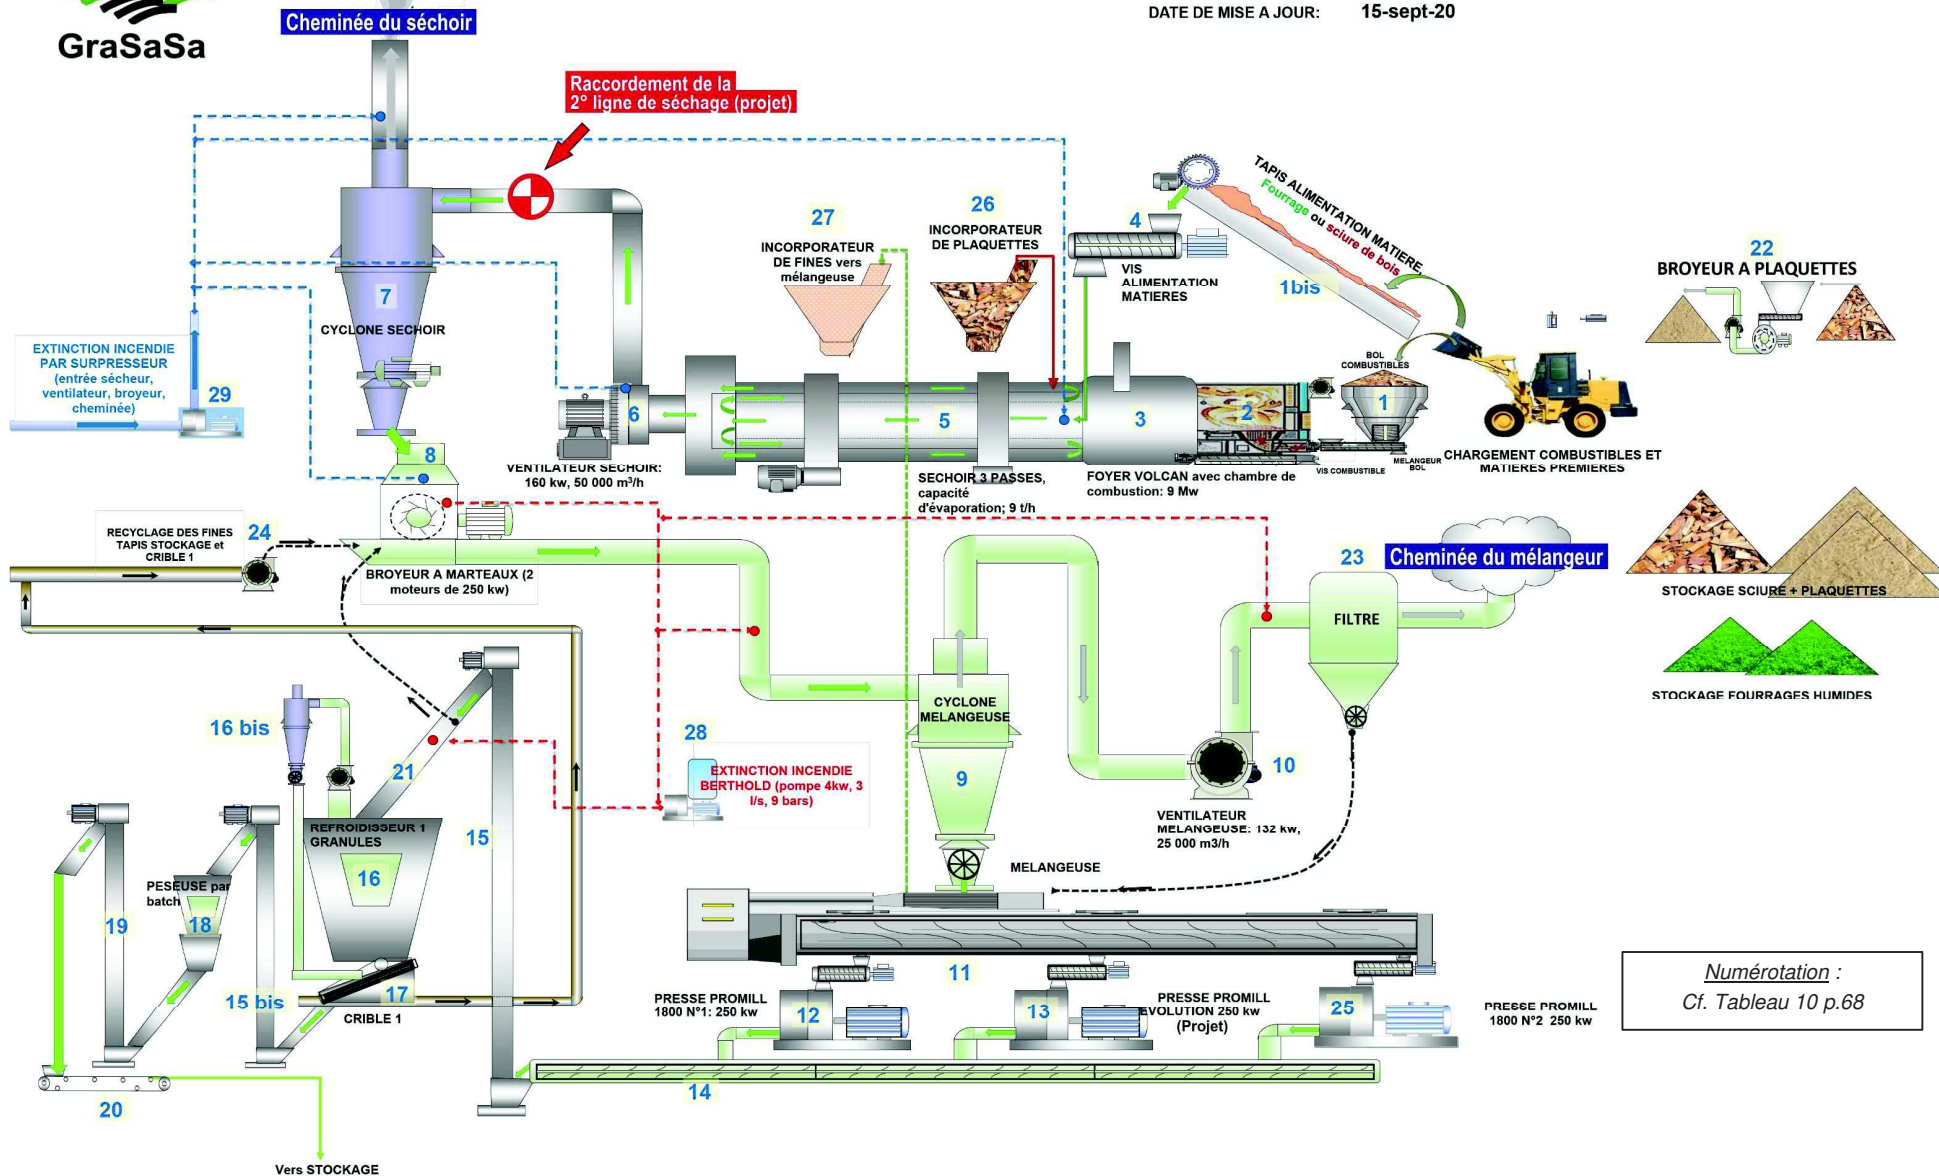 GraSaSa
Cheminée du séchoir
DATE DE MISE A JOUR: 15-sept-20
Raccordement de la
2° ligne de séchage (projet)
27
INCORPORATEUR
DE FINES vers
mélangeuse
26
INCORPORATEUR
DE PLAQUETTES
4
VIS
ALIMENTATION
MATIERES
TAPIS ALIMENTATION MATIERE,
Fourrage ou sciure de bois
1bis
22
BROYEUR A PLAQUETTES
7
CYCLONE SECHOIR
EXTINCTION INCENDIE
PAR SURPRESSEUR
(entrée sécheur,
ventilateur, broyeur,
cheminée)
29
BOL
COMBUSTIBLES
6
5
3
2
1
8
VENTILATEUR SECHOIR:
160 kw, 50 000 m³/h
SECHOIR 3 PASSES,
capacité
d'évaporation; 9 t/h
FOYER VOLCAN avec chambre de
combustion: 9 Mw
VIS COMBUSTIBLE
MELANGEUR
BOL
CHARGEMENT COMBUSTIBLES ET
MATIERES PREMIERES
RECYCLAGE DES FINES
TAPIS STOCKAGE et
CRIBLE 1
24
BROYEUR A MARTEAUX (2
moteurs de 250 kw)
23
Cheminée du mélangeur
FILTRE
STOCKAGE SCIURE + PLAQUETTES
STOCKAGE FOURRAGES HUMIDES
16 bis
21
28
EXTINCTION INCENDIE
BERTHOLD (pompe 4kw, 3
l/s, 9 bars)
CYCLONE
MELANGEUSE
9
10
VENTILATEUR
MELANGEUSE: 132 kw,
25 000 m3/h
15
REFROIDISSEUR 1
GRANULES
16
PESEUSE par
batch
18
19
MELANGEUSE
11
15 bis
17
CRIBLE 1
PRESSE PROMILL
1800 N°1: 250 kw
12
13
PRESSE PROMILL
EVOLUTION 250 kw
(Projet)
25
PRESSE PROMILL
1800 N°2 250 kw
Numérotation :
Cf. Tableau 10 p.68
14
20
Vers STOCKAGE